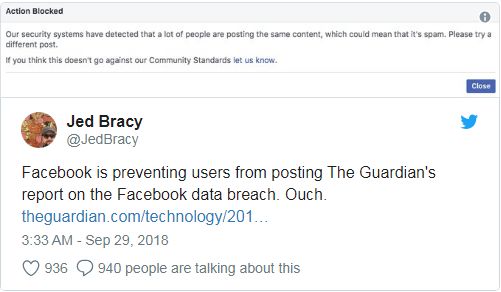 Action Blocked
Our security systems have detected that a lot of people are posting the same content, which could mean that it's spam. Please try a
different post.
If you think this doesn't go against our Community Standards let us know.
Close
Jed Bracy
@JedBracy
Facebook is preventing users from posting The Guardian's
report on the Facebook data breach. Ouch.
theguardian.com/technology/201…
3:33 AM - Sep 29, 2018
936 940 people are talking about this